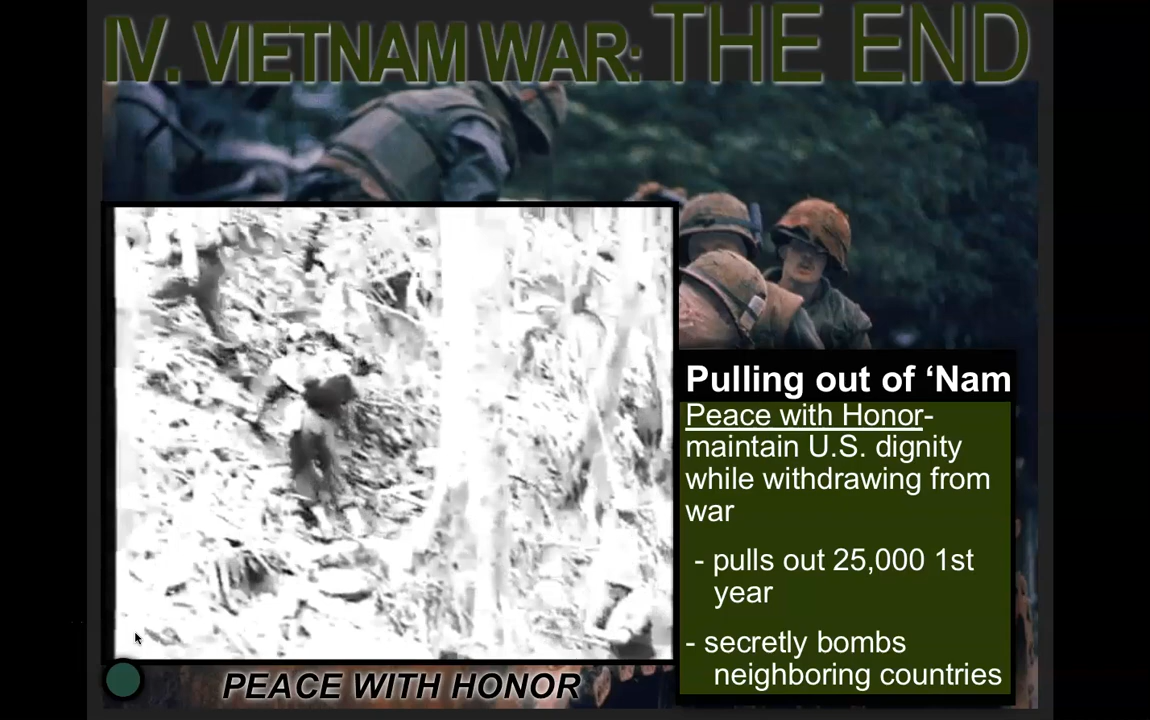 IV. VIETNAM WAR: THE END
Pulling out of ‘Nam
Peace with Honor-
maintain U.S. dignity
while withdrawing from
war
- pulls out 25,000 1st
year
- secretly bombs
neighboring countries
PEACE WITH HONOR